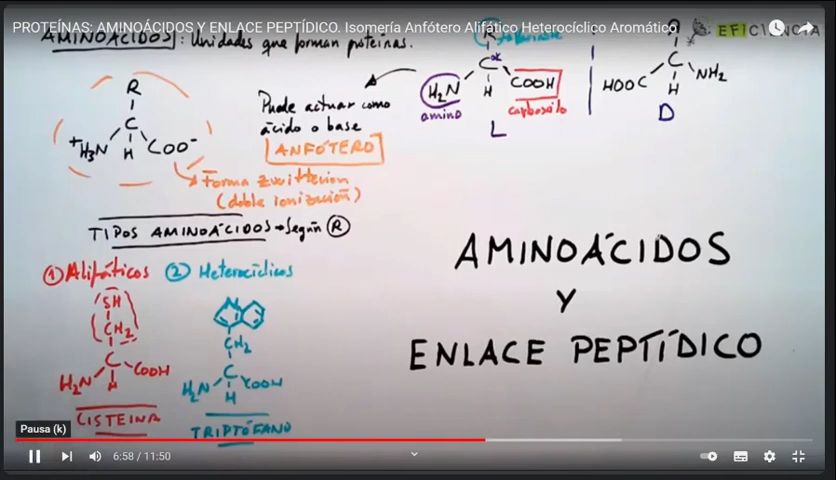 PROTEÍNAS: AMINOÁCIDOS Y ENLACE PEPTÍDICO. Isomería Anfótero Alifático Heterocíclico Aromático
EFICIENCIA
AMINOÁCIDOS: Unidades que forman proteínas.
R
R → variable
R
C
C*
C
+H3N
H
COO-
H2N
H
COOH
HOOC
H
NH2
amino
carboxilo
L
D
Puede actuar como
ácido o base
ANFÓTERO
Forma zwitterion
(doble ionización)
TIPOS AMINOÁCIDOS → Según R
① Alifáticos
② Heterocíclicos
SH
CH2
C
H2N
H
COOH
CISTEINA
N
CH2
C
H2N
H
COOH
TRIPTÓFANO
AMINOÁCIDOS
Y
ENLACE PEPTÍDICO
Pausa (k)
6:58 / 11:50